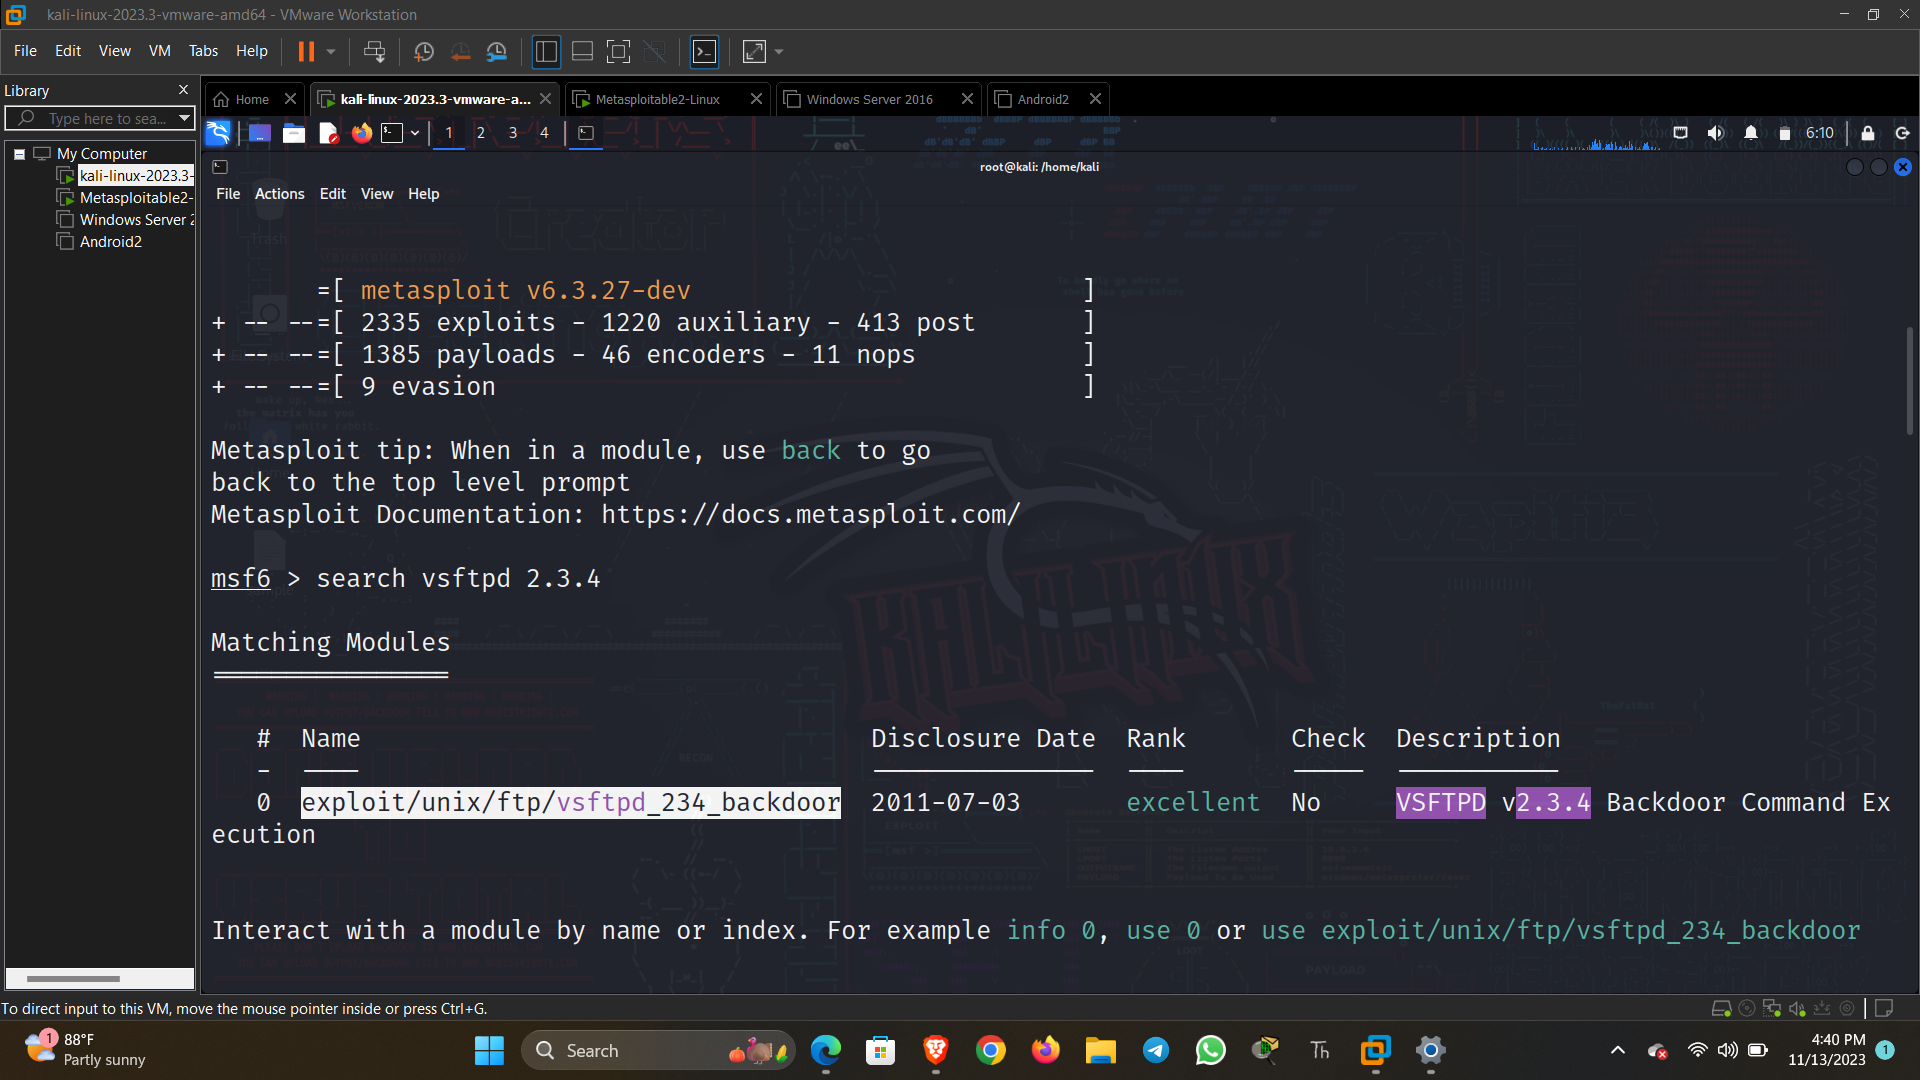 kali-linux-2023.3-vmware-amd64 - VMware Workstation
File Edit View VM Tabs Help
Library
Type here to sea...
My Computer
kali-linux-2023.3-
Metasploitable2-
Windows Server 2
Android2
Home
kali-linux-2023.3-vmware-a...
Metasploitable2-Linux
Windows Server 2016
Android2
1 2 3 4
6:10
root@kali: /home/kali
File Actions Edit View Help
=[ metasploit v6.3.27-dev ]
+ -- --=[ 2335 exploits - 1220 auxiliary - 413 post ]
+ -- --=[ 1385 payloads - 46 encoders - 11 nops ]
+ -- --=[ 9 evasion ]
Metasploit tip: When in a module, use back to go
back to the top level prompt
Metasploit Documentation: https://docs.metasploit.com/
msf6 > search vsftpd 2.3.4
Matching Modules
================
# Name Disclosure Date Rank Check Description
- ---- --------------- ---- ----- -----------
0 exploit/unix/ftp/vsftpd_234_backdoor 2011-07-03 excellent No VSFTPD v2.3.4 Backdoor Command Ex
ecution
Interact with a module by name or index. For example info 0, use 0 or use exploit/unix/ftp/vsftpd_234_backdoor
KALI LINUX
To direct input to this VM, move the mouse pointer inside or press Ctrl+G.
1
88°F
Partly sunny
Search
Th
4:40 PM
11/13/2023
1